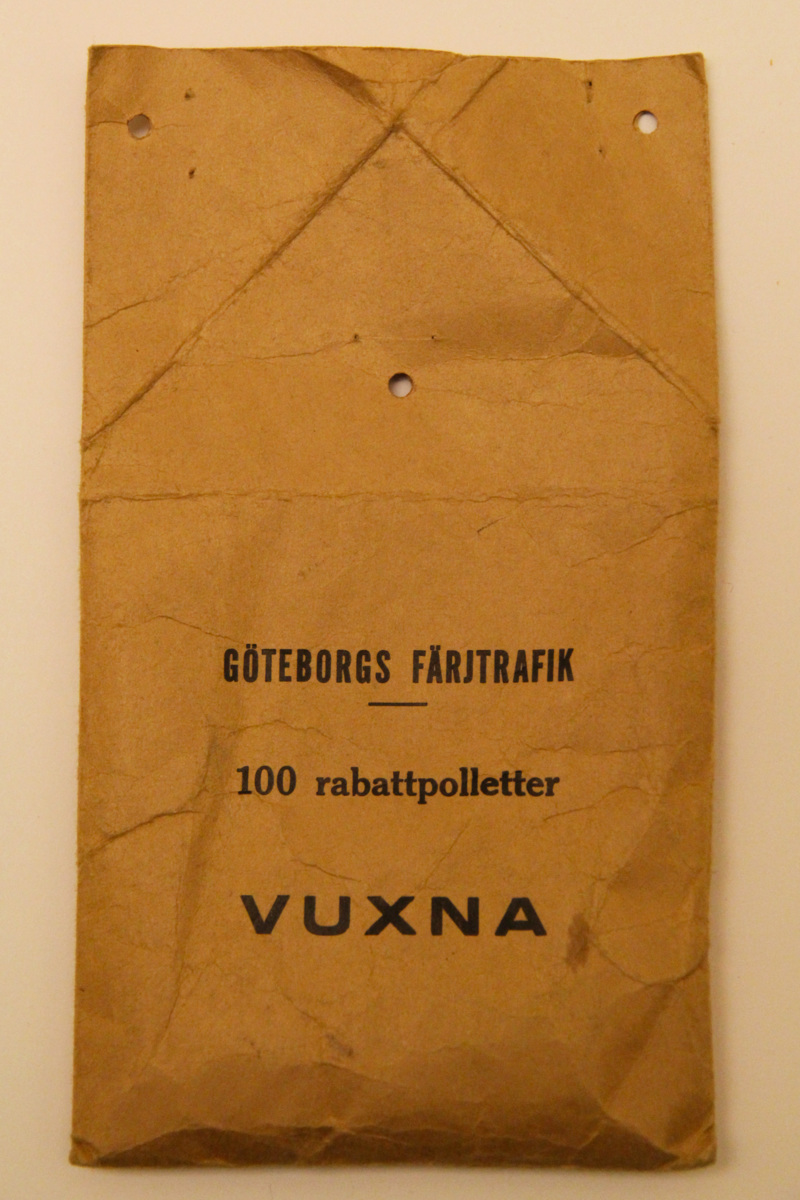 GÖTEBORGS FÄRJTRAFIK
100 rabattpolletter
VUXNA